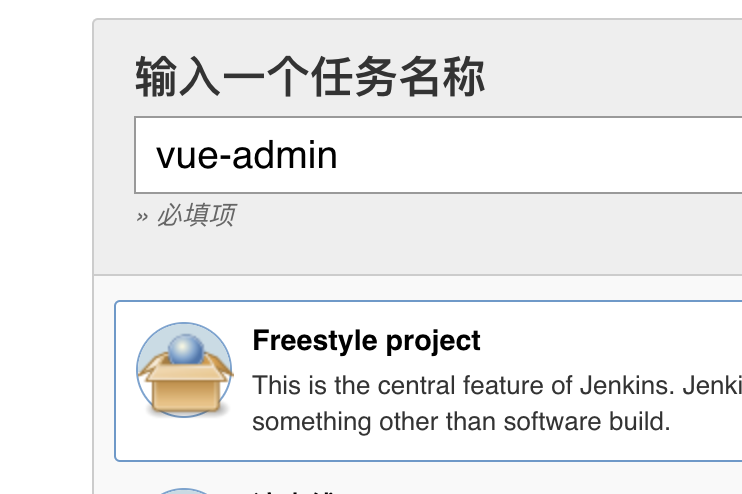 输入一个任务名称
vue-admin
» 必填项
Freestyle project
This is the central feature of Jenkins. Jenki
something other than software build.